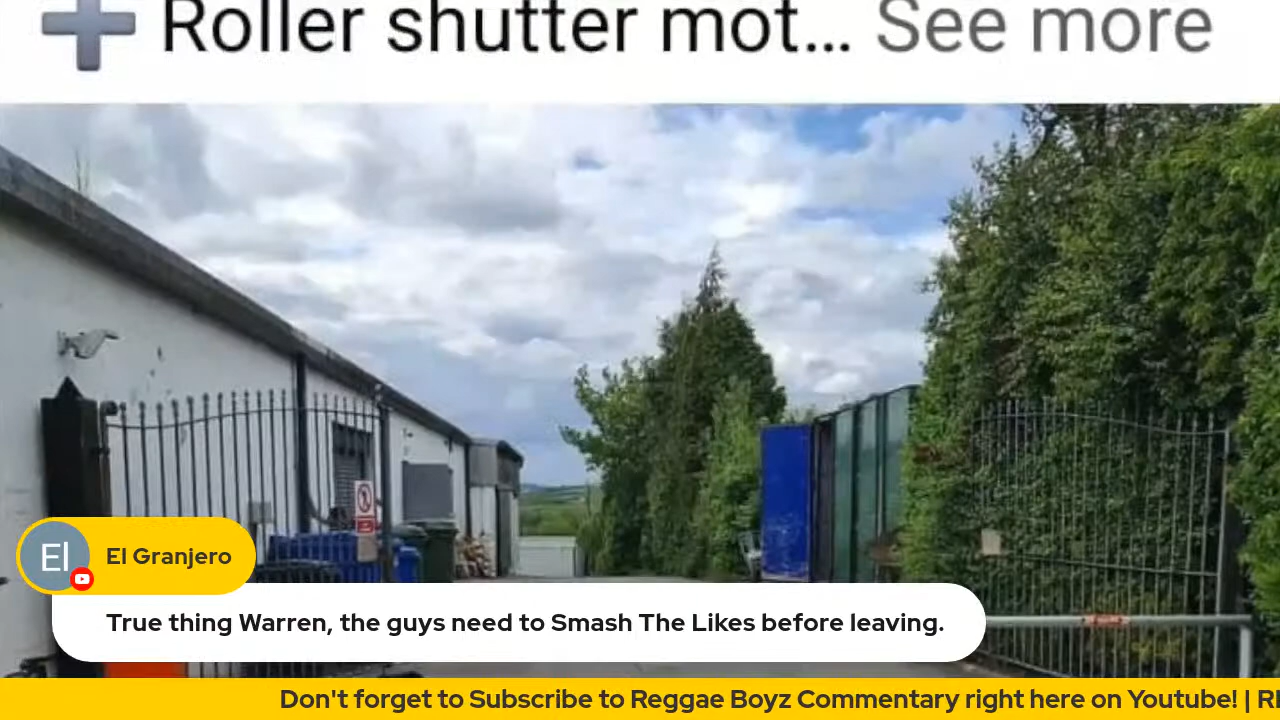 Roller shutter mot... See more
El
El Granjero
True thing Warren, the guys need to Smash The Likes before leaving.
Don't forget to Subscribe to Reggae Boyz Commentary right here on Youtube! |